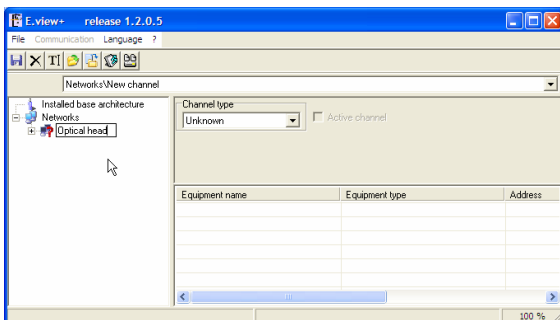 E.view+ release 1.2.0.5
File Communication Language ?
TI
Networks\New channel
Installed base architecture
Networks
Optical head
Channel type
Unknown
Active channel
Equipment name Equipment type Address
100 %